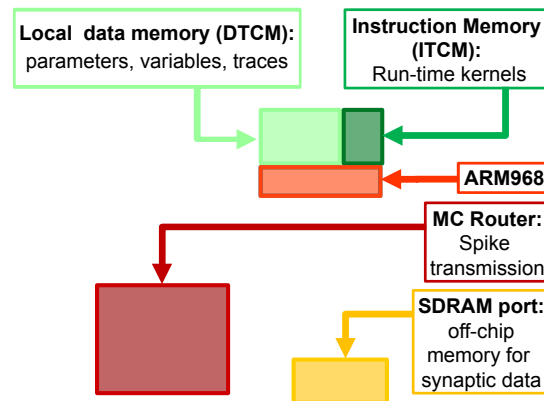 Local data memory (DTCM):
parameters, variables, traces
Instruction Memory
(ITCM):
Run-time kernels
ARM968
MC Router:
Spike
transmission
SDRAM port:
off-chip
memory for
synaptic data